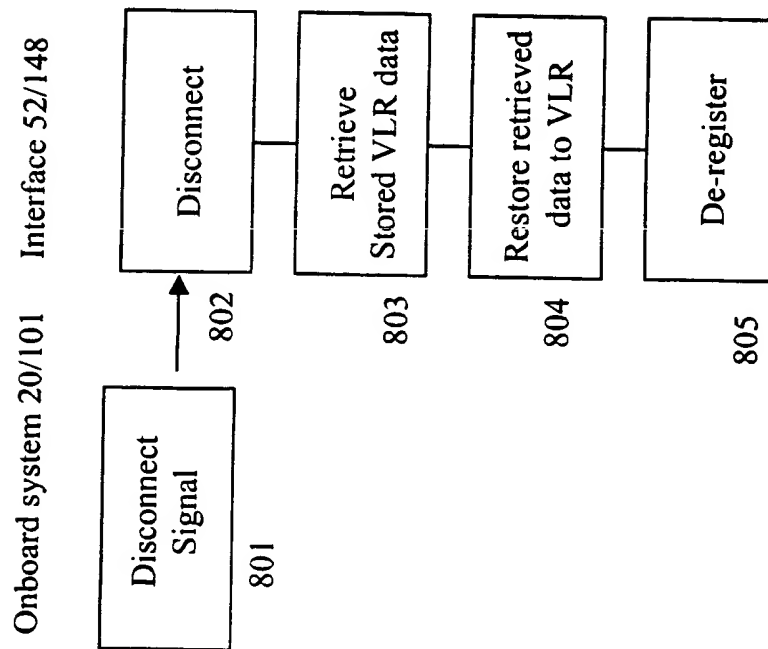 Onboard system 20/101
Interface 52/148
Disconnect
Signal
801
Disconnect
802
Retrieve
Stored VLR data
803
Restore retrieved
data to VLR
804
De-register
805